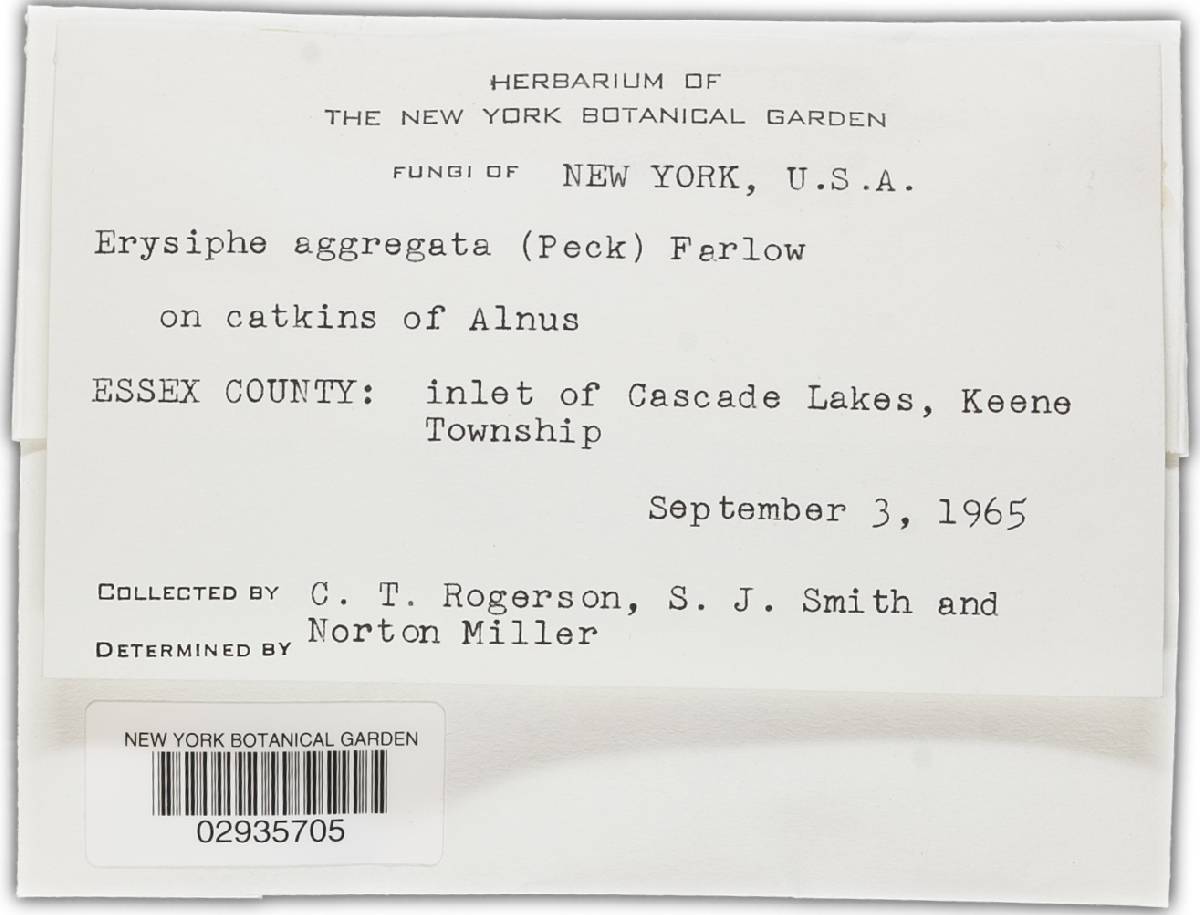 HERBARIUM OF
THE NEW YORK BOTANICAL GARDEN
FUNGI OF NEW YORK, U.S.A.
Erysiphe aggregata (Peck) Farlow
on catkins of Alnus
ESSEX COUNTY: inlet of Cascade Lakes, Keene
Township
September 3, 1965
COLLECTED BY C. T. Rogerson, S. J. Smith and
Norton Miller
DETERMINED BY
NEW YORK BOTANICAL GARDEN
02935705